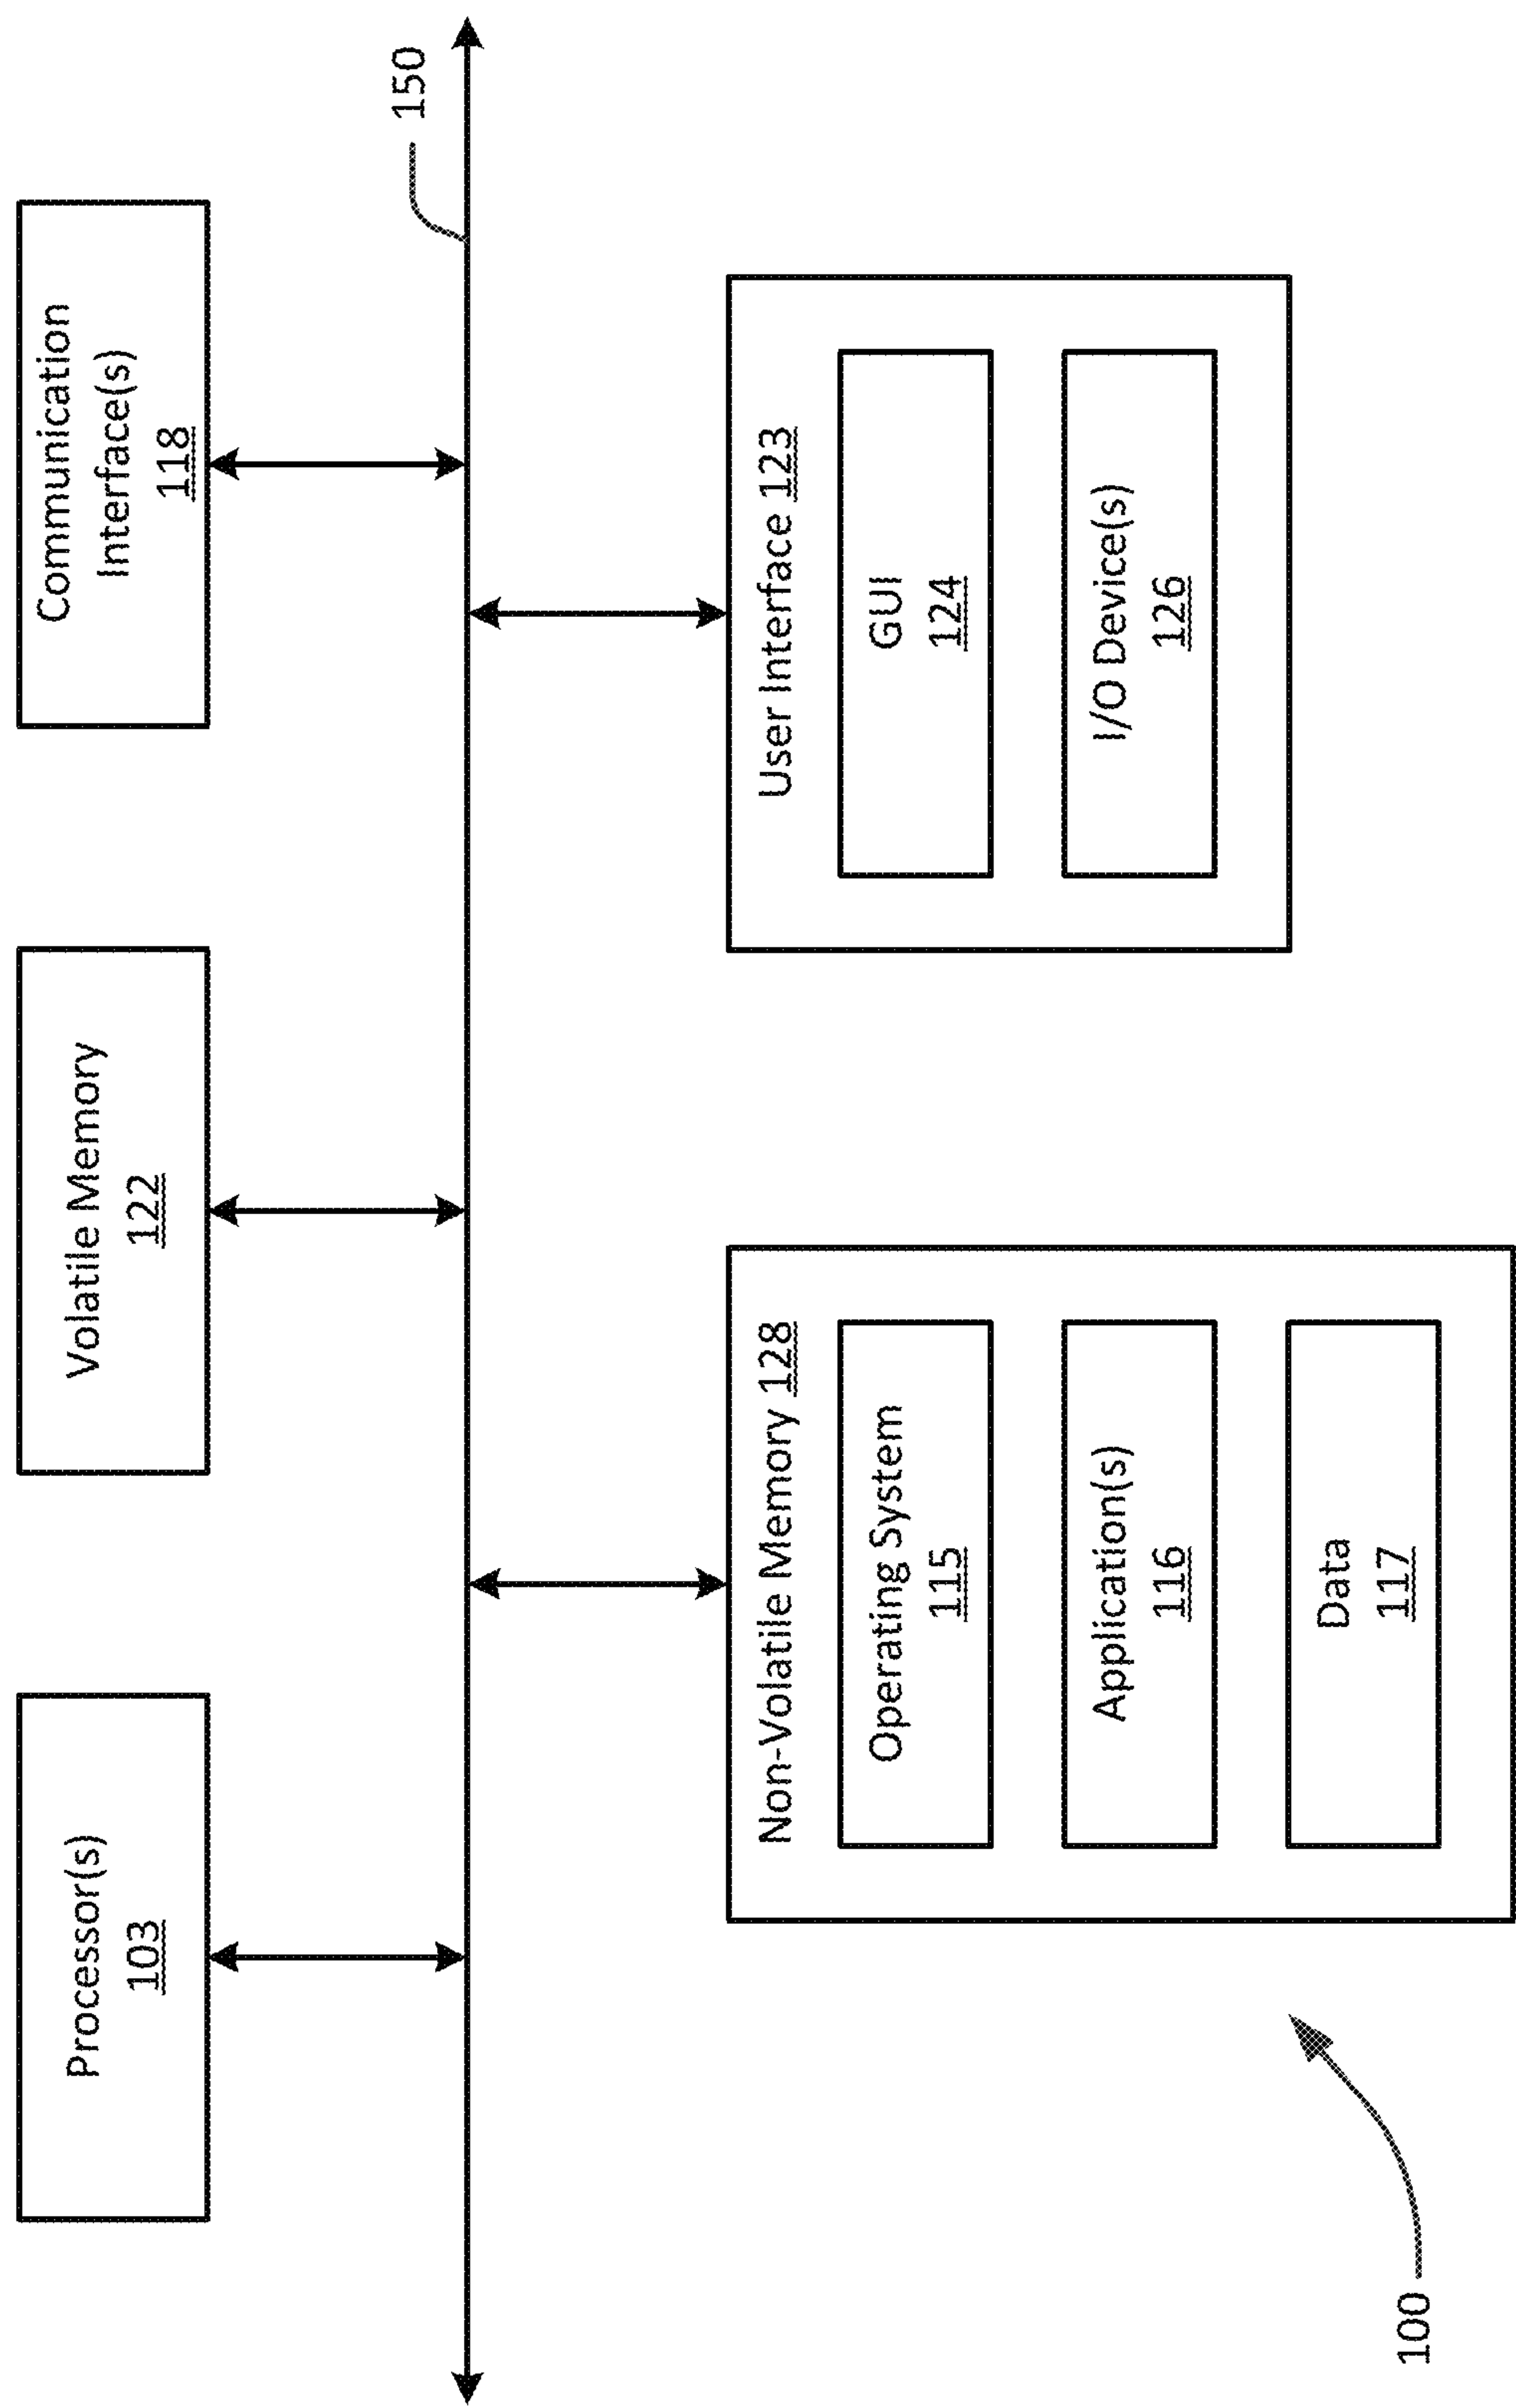 Processor(s)
103
Volatile Memory
122
Communication
Interface(s)
118
150
Non-Volatile Memory 128
Operating System
115
Application(s)
116
Data
117
User Interface 123
GUI
124
I/O Device(s)
126
100